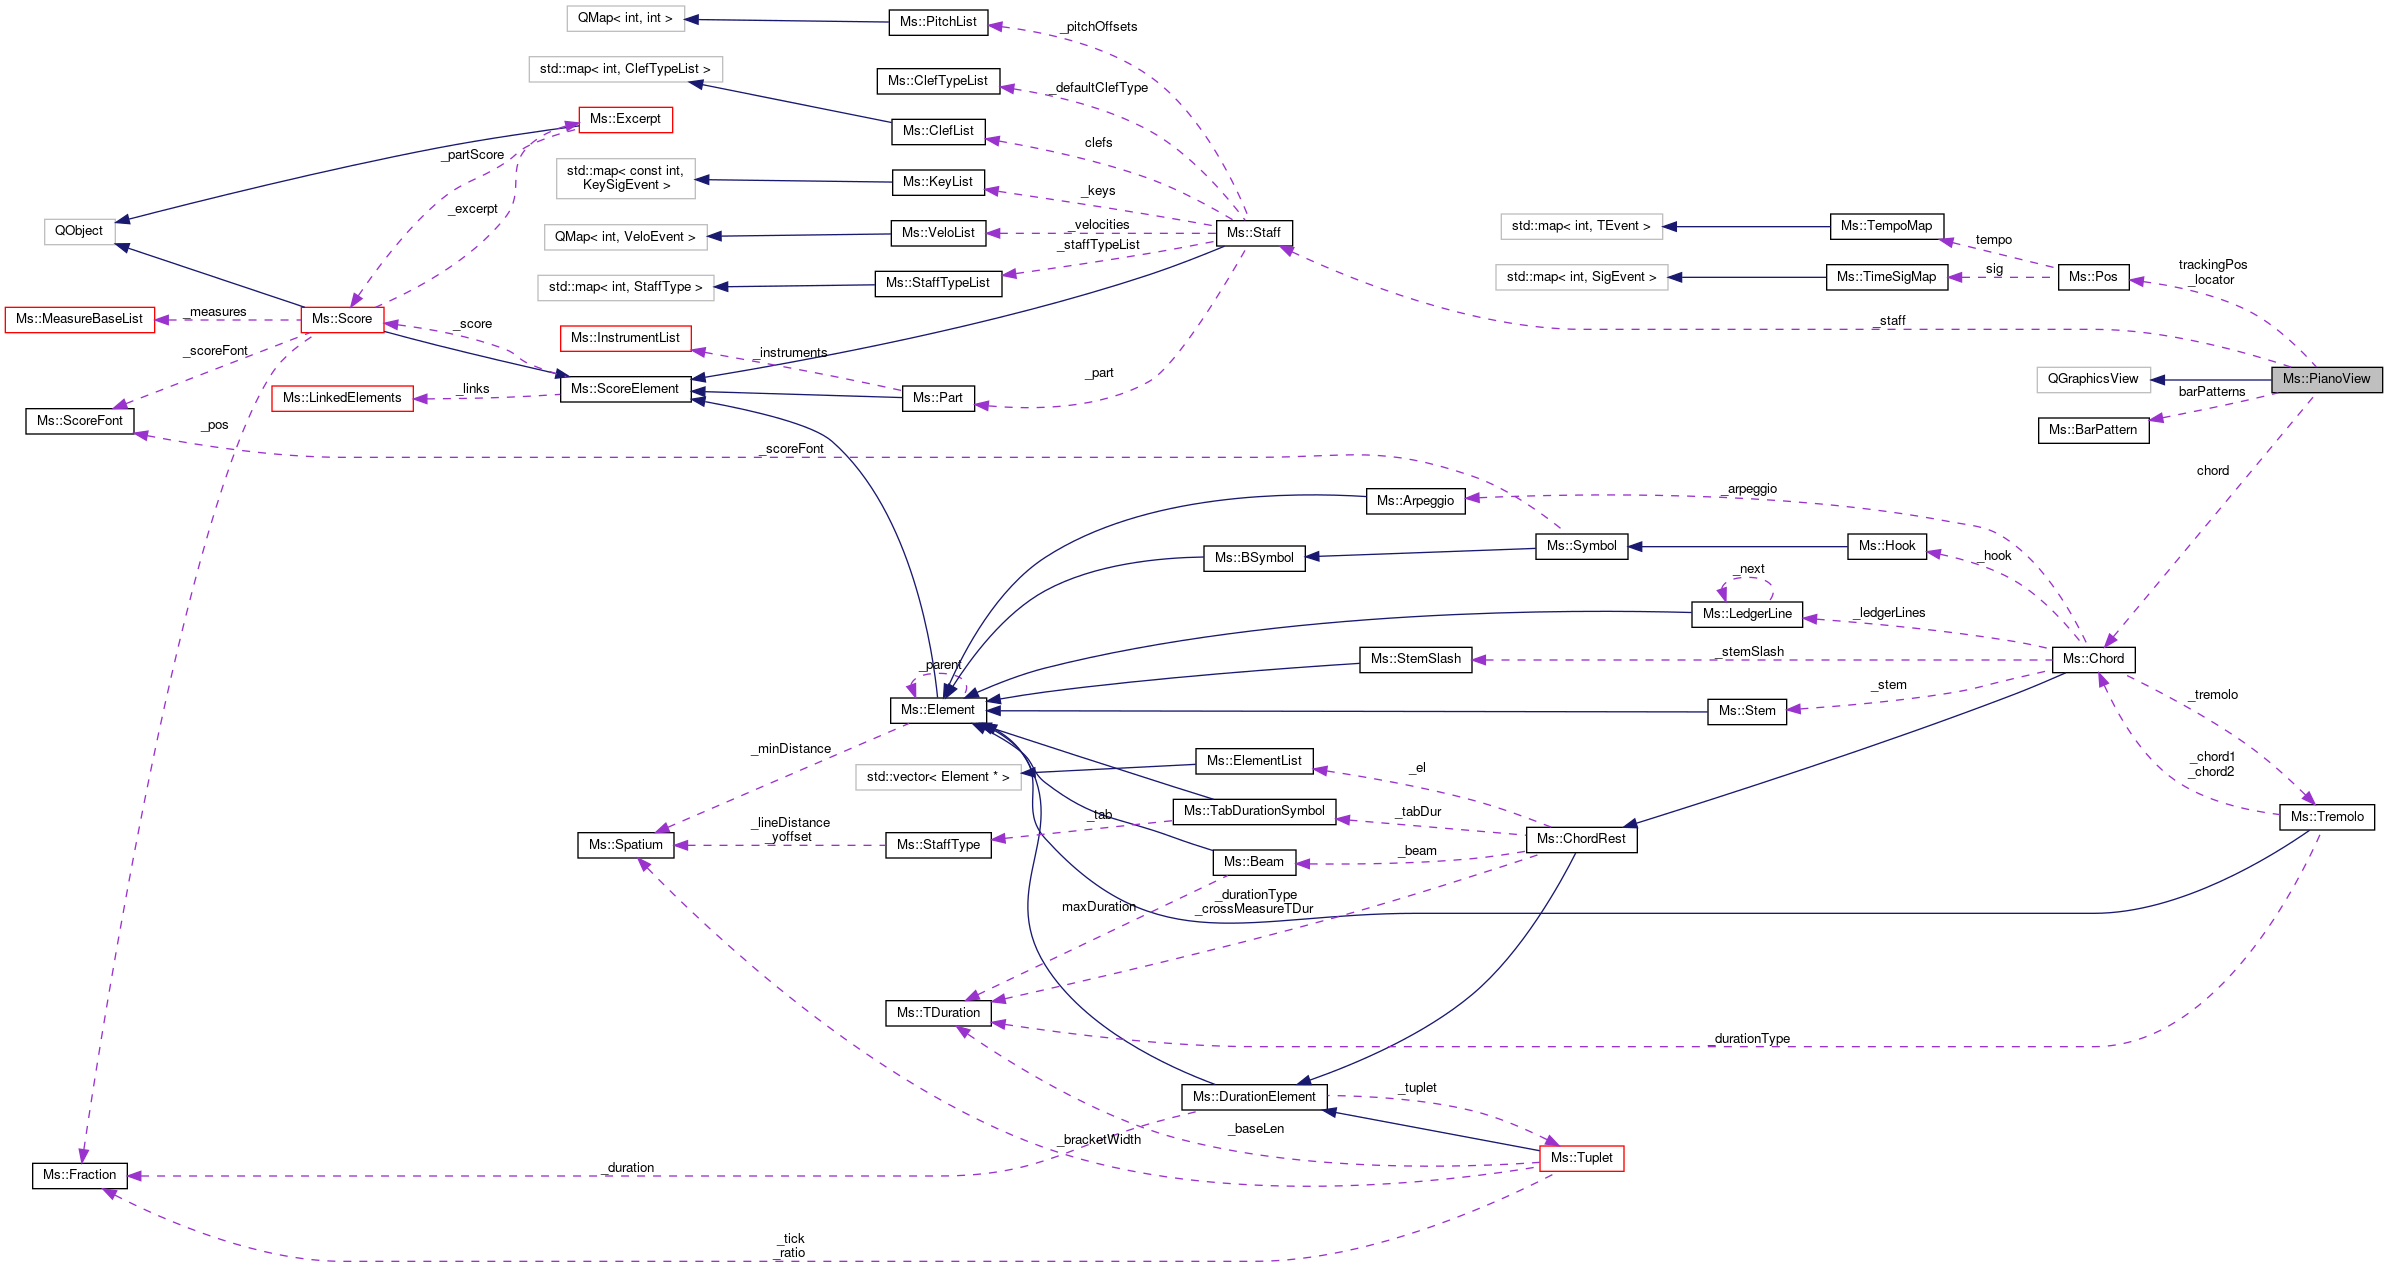 QMap< int, int >
Ms::PitchList
_pitchOffsets
std::map< int, ClefTypeList >
Ms::ClefTypeList
_defaultClefType
Ms::Excerpt
Ms::ClefList
clefs
_partScore
std::map< const int,
KeySigEvent >
Ms::KeyList
_keys
_excerpt
QObject
QMap< int, VeloEvent >
Ms::VeloList
_velocities
Ms::Staff
_staffTypeList
std::map< int, TEvent >
Ms::TempoMap
tempo
std::map< int, StaffType >
Ms::StaffTypeList
std::map< int, SigEvent >
Ms::TimeSigMap
sig
Ms::Pos
trackingPos
_locator
Ms::MeasureBaseList
_measures
Ms::Score
_score
_staff
Ms::InstrumentList
_instruments
_scoreFont
_part
Ms::LinkedElements
_links
Ms::ScoreElement
Ms::Part
QGraphicsView
Ms::PianoView
barPatterns
Ms::ScoreFont
_pos
Ms::BarPattern
_scoreFont
chord
_arpeggio
Ms::Arpeggio
Ms::BSymbol
Ms::Symbol
Ms::Hook
_hook
_next
Ms::LedgerLine
_ledgerLines
_parent
Ms::StemSlash
_stemSlash
Ms::Chord
Ms::Element
Ms::Stem
_stem
_tremolo
_minDistance
std::vector< Element * >
Ms::ElementList
_el
_chord1
_chord2
Ms::TabDurationSymbol
_tab
_tabDur
Ms::Tremolo
_lineDistance
_yoffset
Ms::Spatium
Ms::StaffType
Ms::Beam
_beam
Ms::ChordRest
maxDuration
_durationType
_crossMeasureTDur
Ms::TDuration
_durationType
Ms::DurationElement
_tuplet
_baseLen
_bracketWidth
Ms::Tuplet
Ms::Fraction
_duration
_tick
_ratio